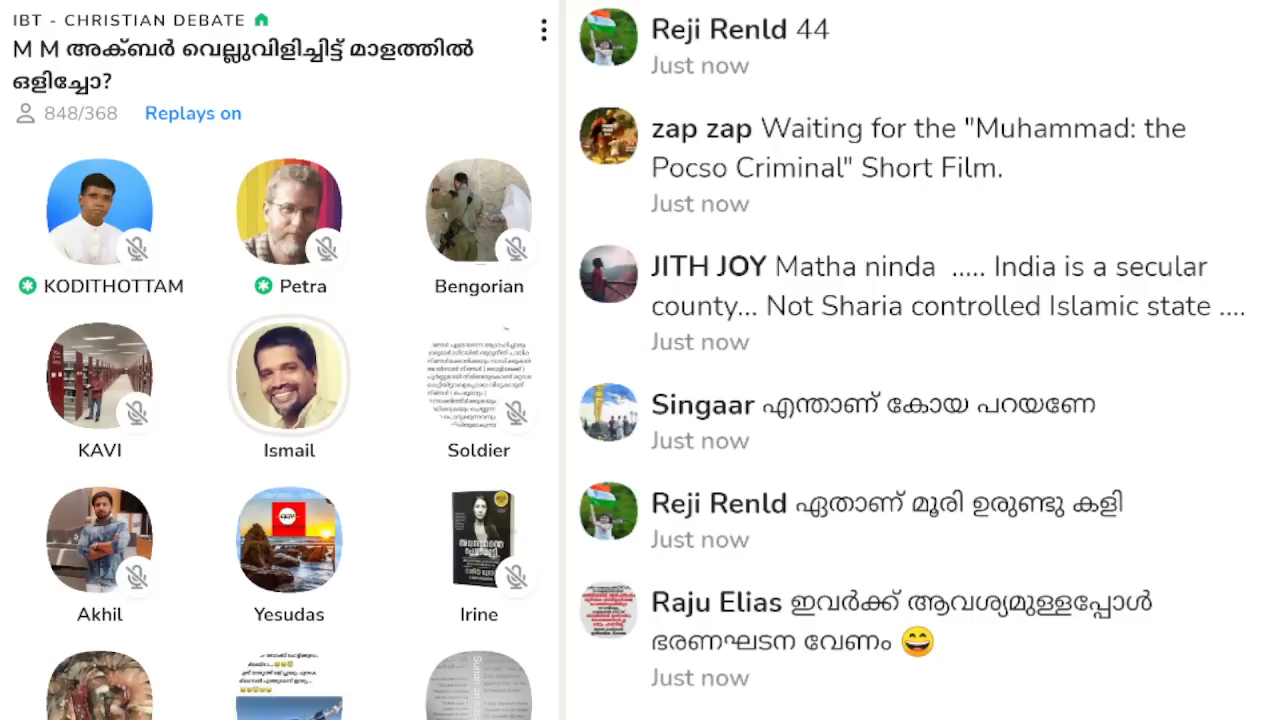 IBT - CHRISTIAN DEBATE
M M അക്ബർ വെല്ലുവിളിച്ചിട്ട് മാളത്തിൽ
ഒളിച്ചോ?
848/368 Replays on
KODITHOTTAM
Petra
Bengorian
KAVI
Ismail
Soldier
Akhil
Yesudas
Irine
Reji Renld 44
Just now
zap zap Waiting for the "Muhammad: the
Pocso Criminal" Short Film.
Just now
JITH JOY Matha ninda ..... India is a secular
county... Not Sharia controlled Islamic state ....
Just now
Singaar എന്താണ് കോയ പറയണേ
Just now
Reji Renld ഏതാണ് മൂരി ഉരുണ്ടു കളി
Just now
Raju Elias ഇവർക്ക് ആവശ്യമുള്ളപ്പോൾ
ഭരണഘടന വേണം 😄
Just now